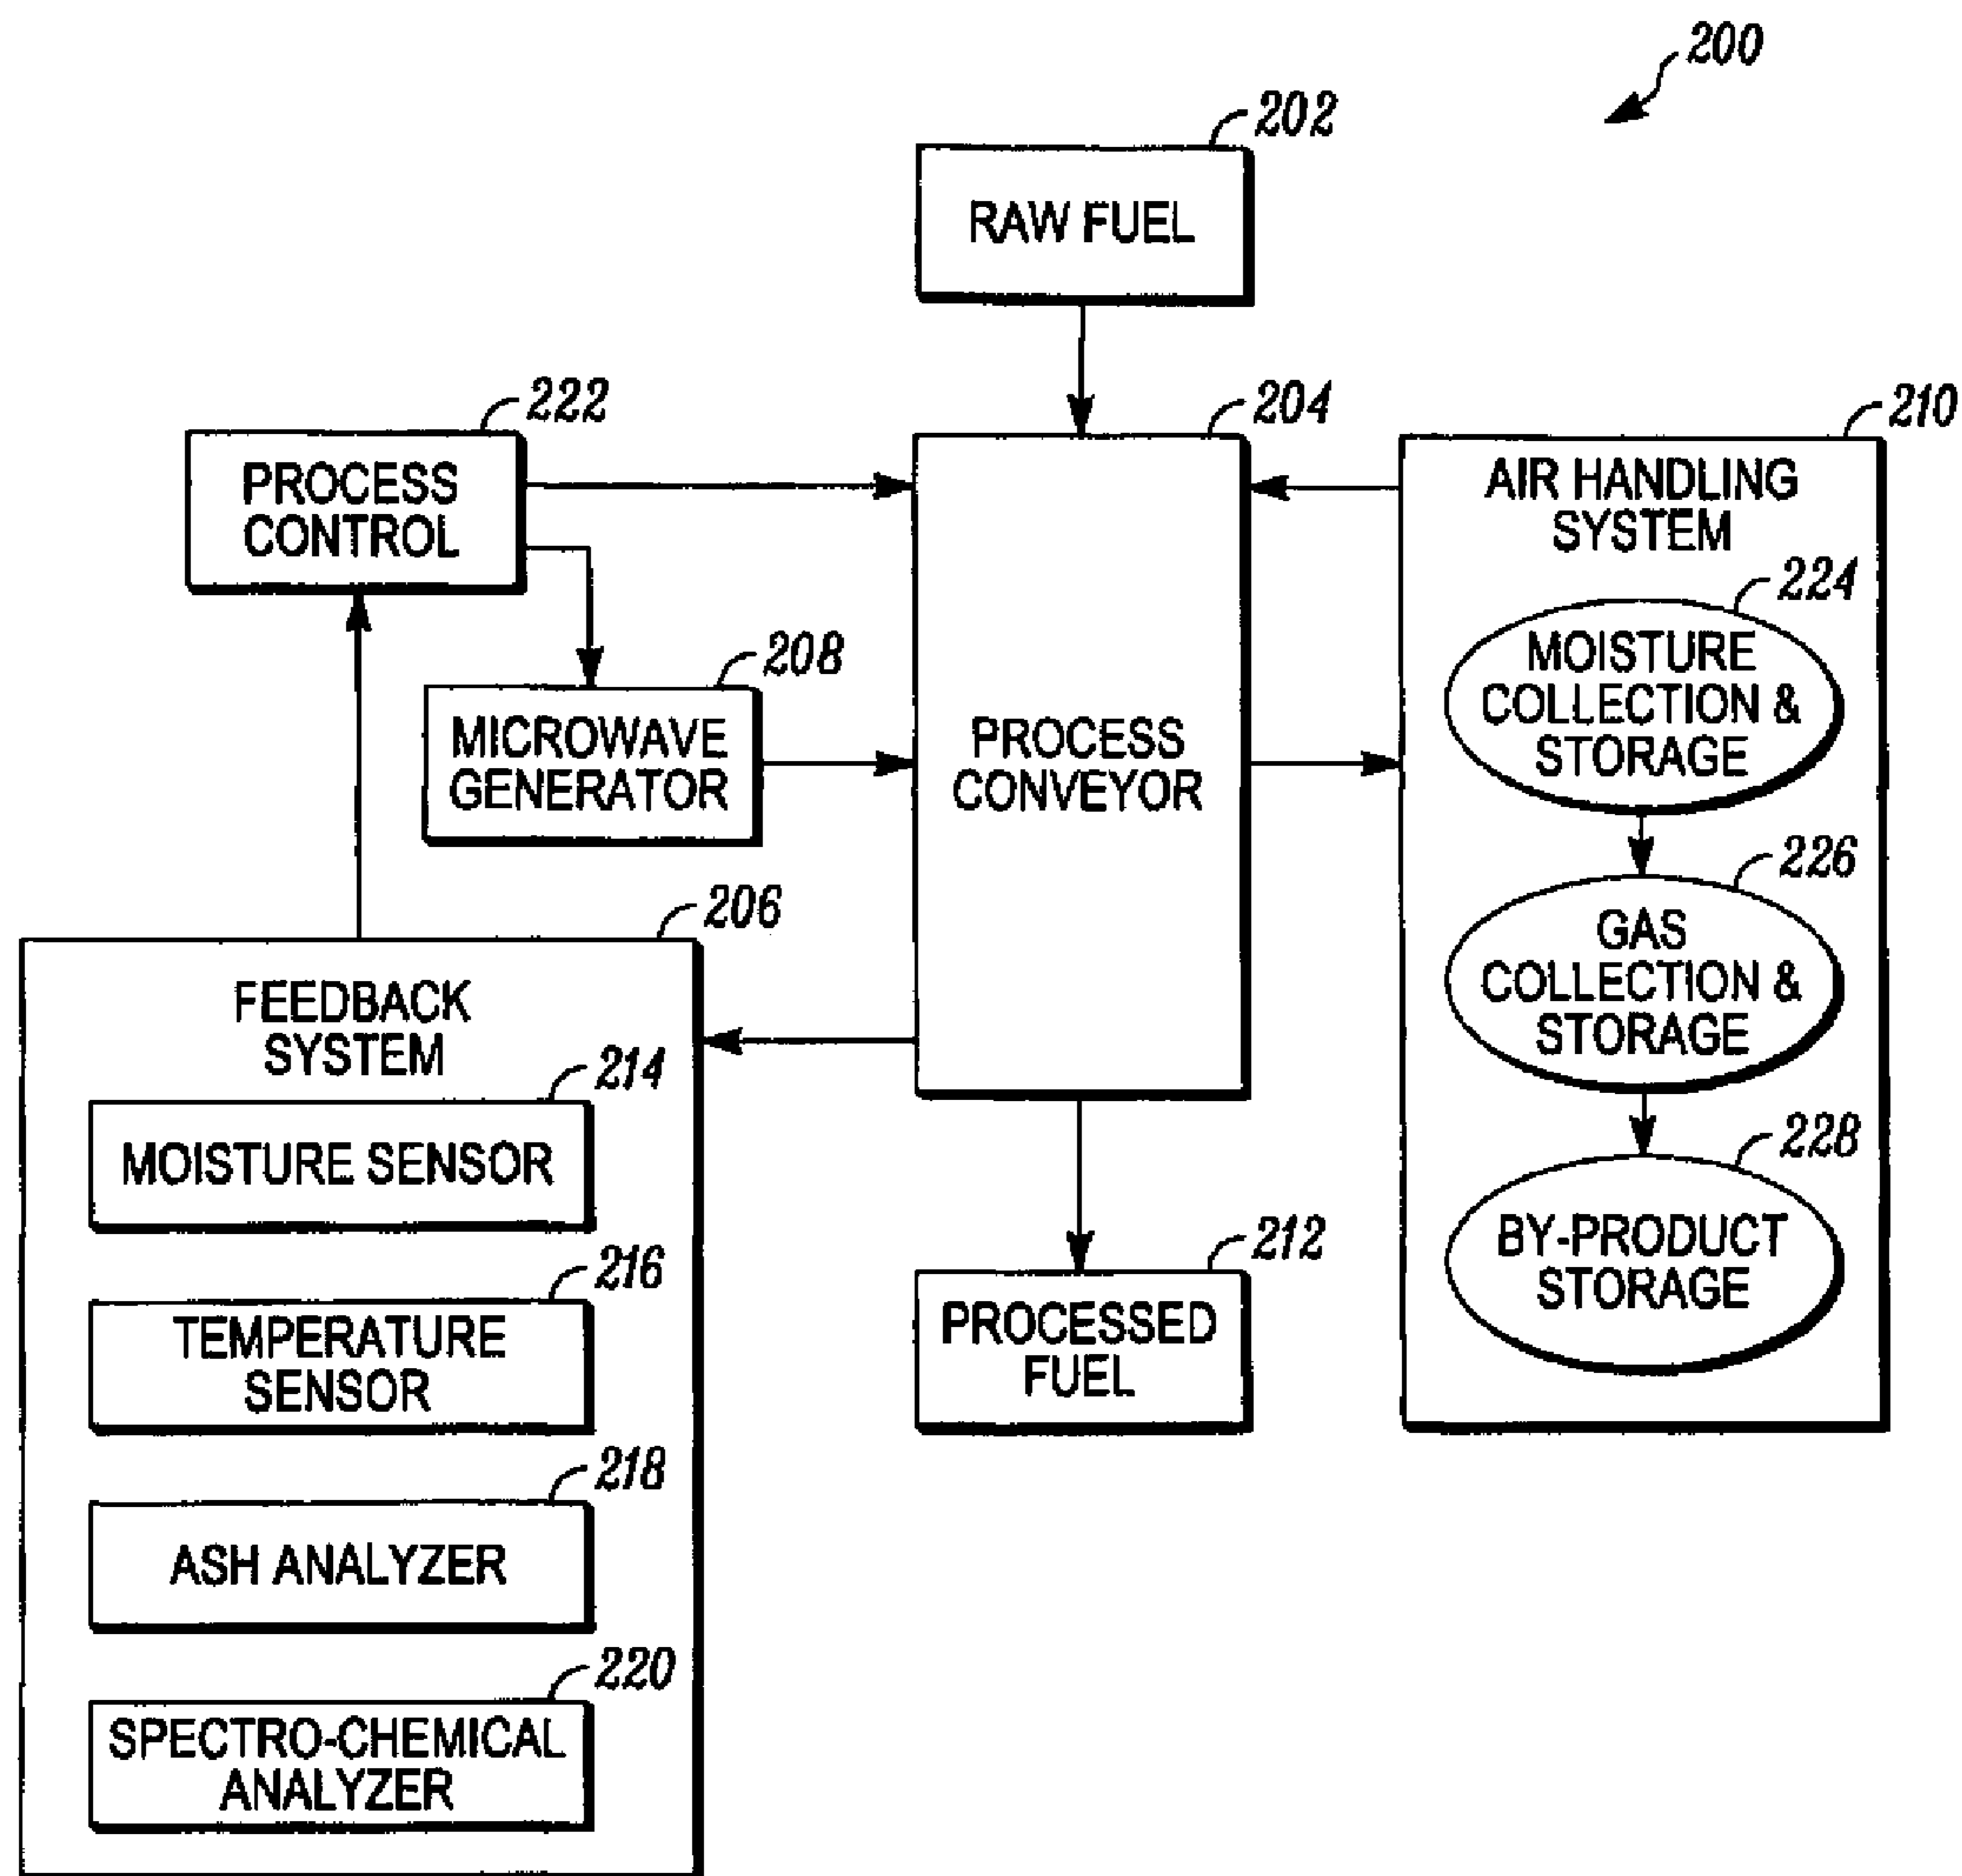 200
202
RAW FUEL
222
PROCESS
CONTROL
204
PROCESS
CONVEYOR
210
AIR HANDLING
SYSTEM
224
MOISTURE
COLLECTION &
STORAGE
208
MICROWAVE
GENERATOR
226
GAS
COLLECTION &
STORAGE
206
FEEDBACK
SYSTEM
214
MOISTURE SENSOR
228
BY-PRODUCT
STORAGE
216
TEMPERATURE
SENSOR
212
PROCESSED
FUEL
218
ASH ANALYZER
220
SPECTRO-CHEMICAL
ANALYZER